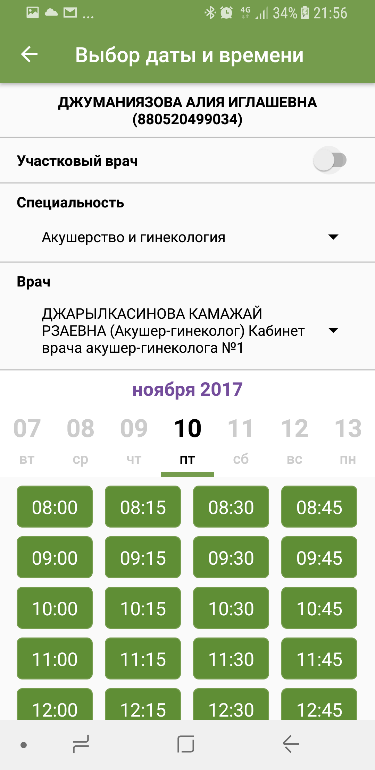 ... 4G 34% 21:56
Выбор даты и времени
ДЖУМАНИЯЗОВА АЛИЯ ИГЛАШЕВНА
(880520499034)
Участковый врач
Специальность
Акушерство и гинекология
Врач
ДЖАРЫЛКАСИНОВА КАМАЖАЙ
РЗАЕВНА (Акушер-гинеколог) Кабинет
врача акушер-гинеколога №1
ноября 2017
07 08 09 10 11 12 13
вт ср чт пт сб вс пн
08:00 08:15 08:30 08:45
09:00 09:15 09:30 09:45
10:00 10:15 10:30 10:45
11:00 11:15 11:30 11:45
12:00 12:15 12:30 12:45